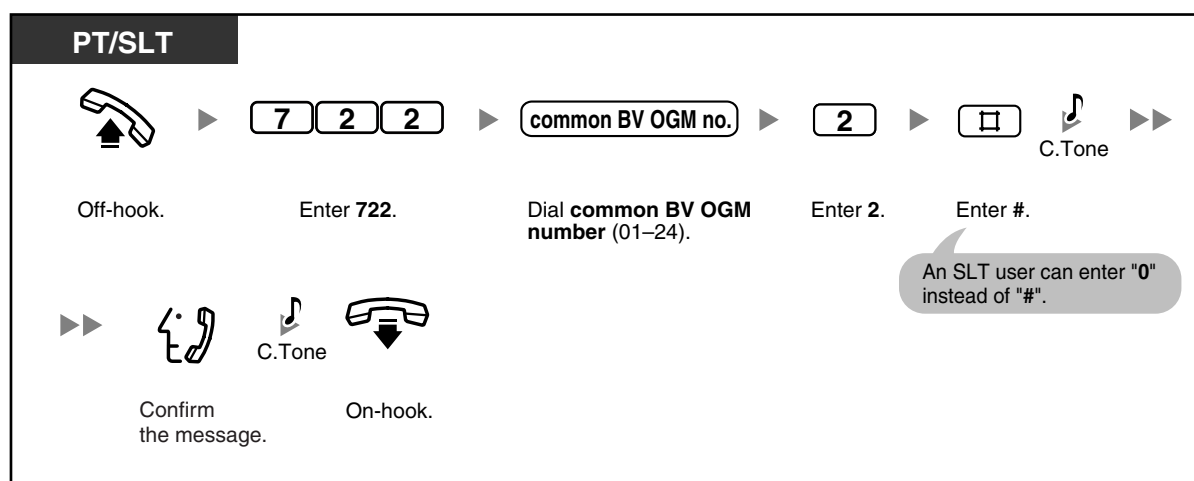 PT/SLT
7 2 2 common BV OGM no. 2 #
C.Tone
Off-hook. Enter 722. Dial common BV OGM number (01–24). Enter 2. Enter #.
An SLT user can enter "0"
instead of "#".
C.Tone
Confirm
the message.
On-hook.